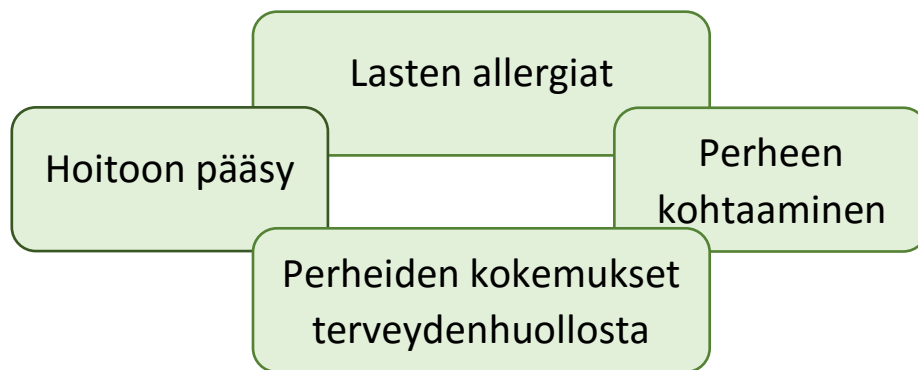 Lasten allergiat
Hoitoon pääsy
Perheen
kohtaaminen
Perheiden kokemukset
terveydenhuollosta